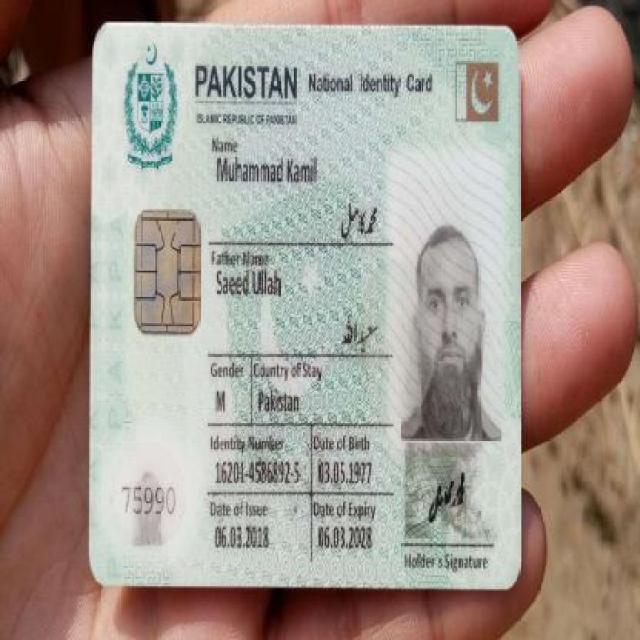 PAKISTAN National Identity Card
ISLAMIC REPUBLIC OF PAKISTAN
Name
Muhammad Kamil
محمد کامل
Father Name
Saeed Ullah
سعید اللہ
Gender Country of Stay
M Pakistan
Identity Number Date of Birth
16201-4586892-5 03.05.1977
Date of Issue Date of Expiry
06.03.2018 06.03.2028
75990
Holder's Signature